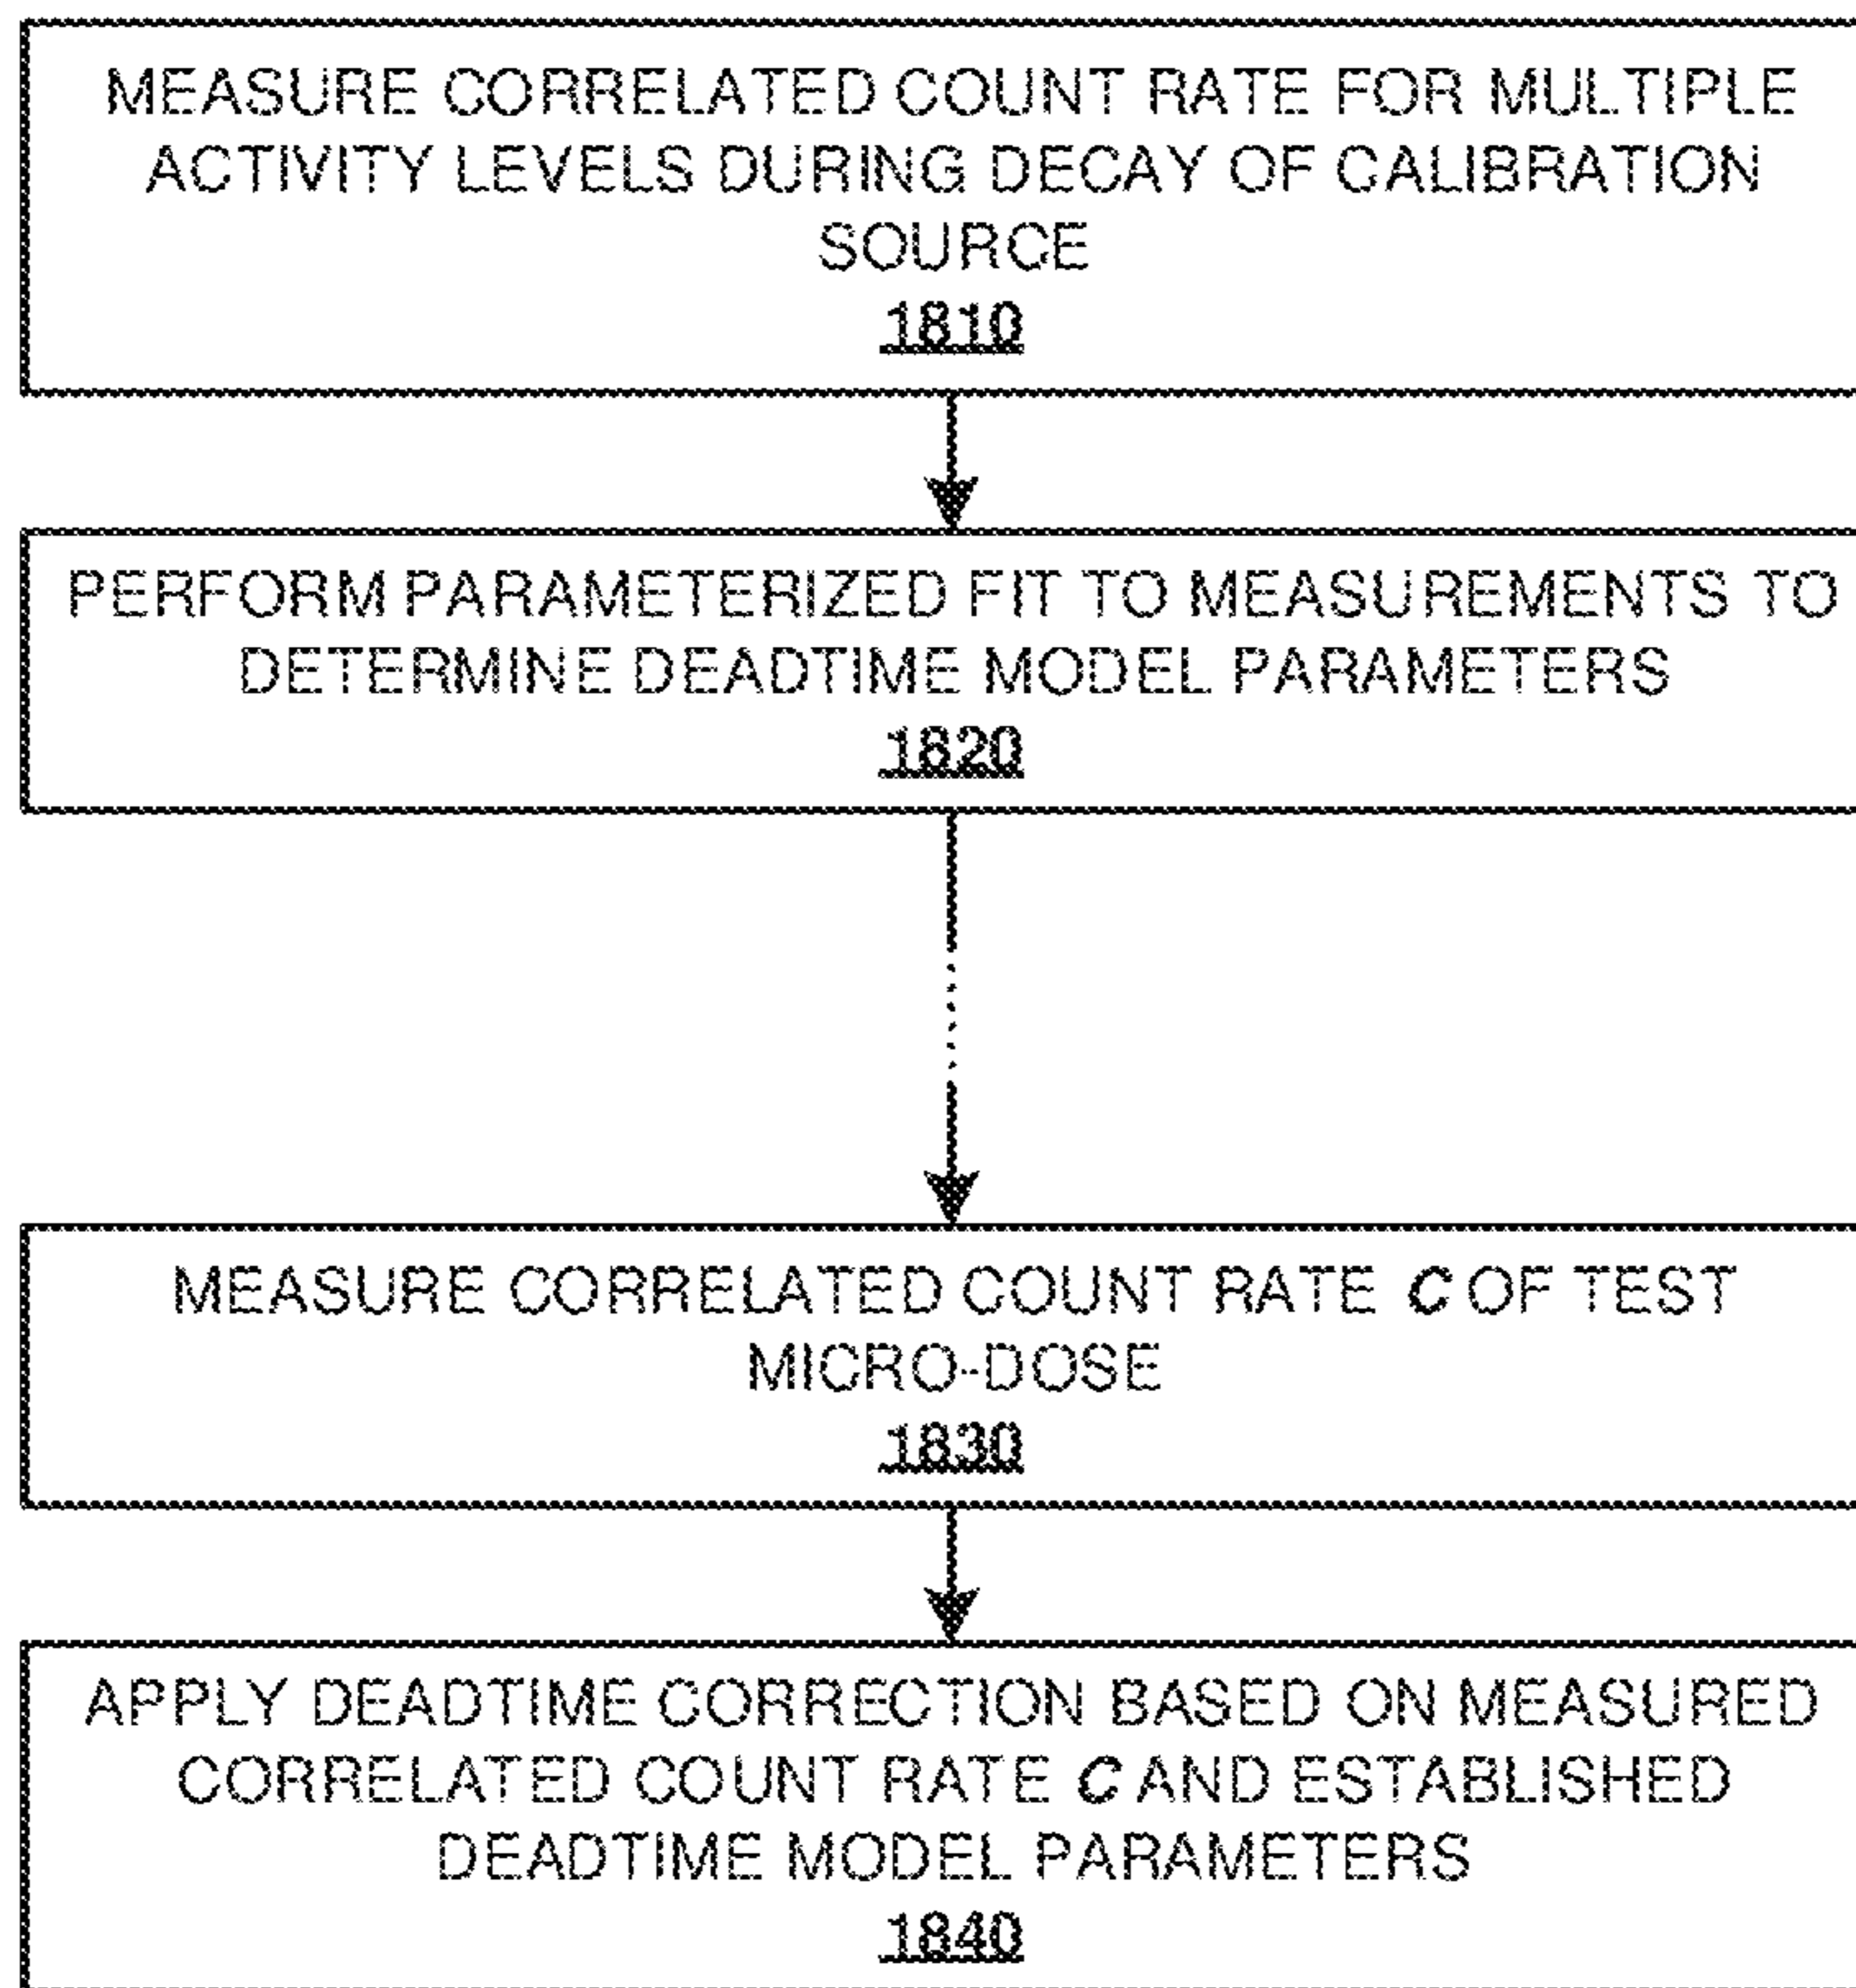 MEASURE CORRELATED COUNT RATE FOR MULTIPLE
ACTIVITY LEVELS DURING DECAY OF CALIBRATION
SOURCE
1810
PERFORM PARAMETERIZED FIT TO MEASUREMENTS TO
DETERMINE DEADTIME MODEL PARAMETERS
1820
MEASURE CORRELATED COUNT RATE C OF TEST
MICRO-DOSE
1830
APPLY DEADTIME CORRECTION BASED ON MEASURED
CORRELATED COUNT RATE C AND ESTABLISHED
DEADTIME MODEL PARAMETERS
1840